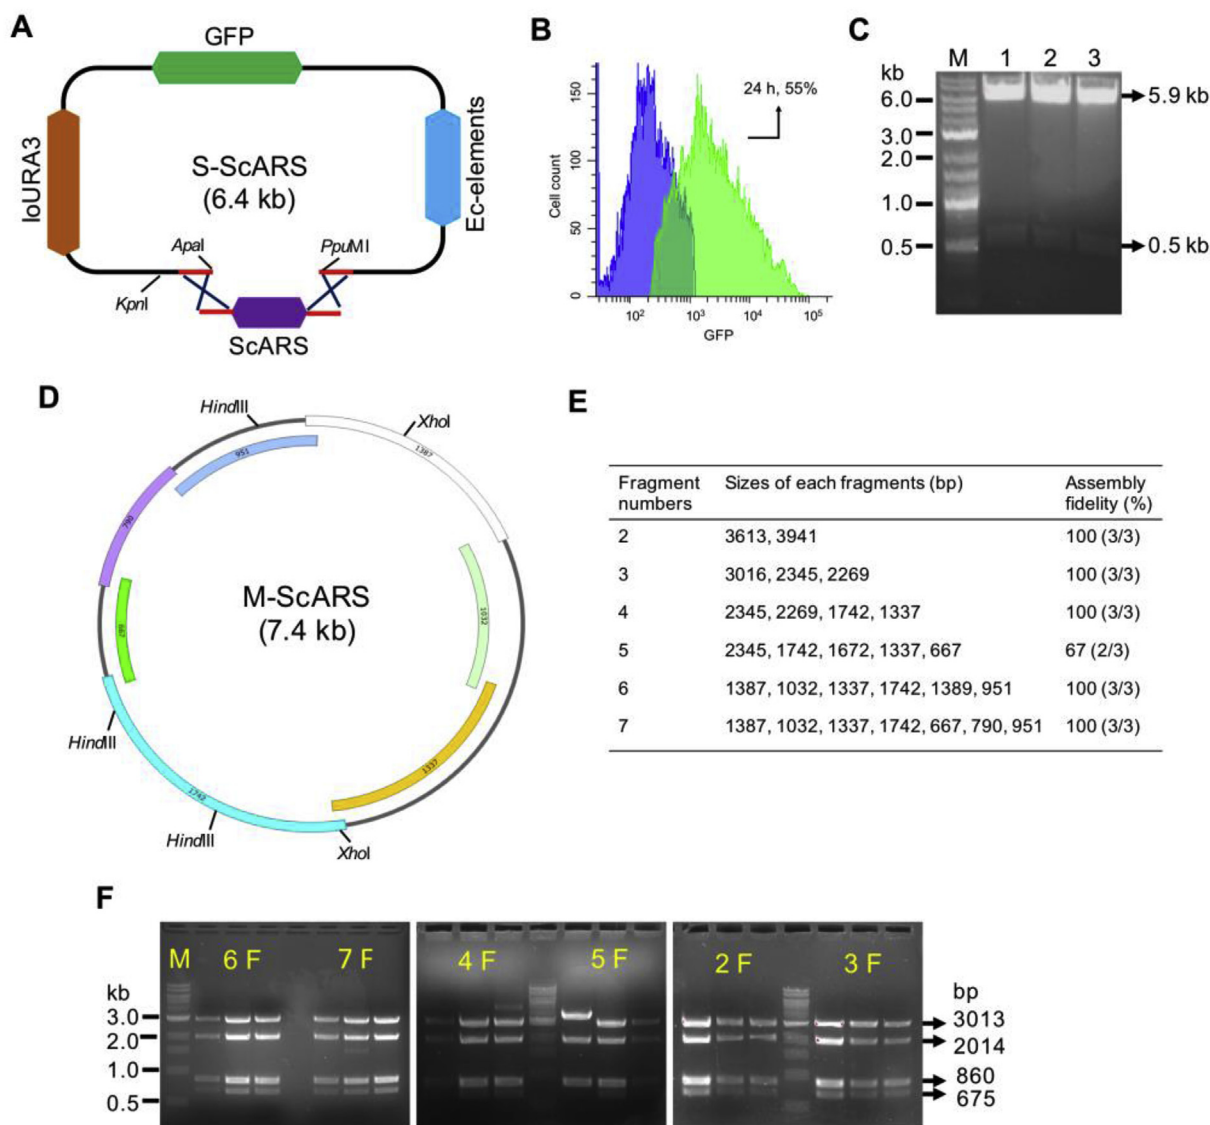 A
GFP
loURA3
S-ScARS
(6.4 kb)
Ec-elements
ApaI
PpuMI
KpnI
ScARS
B
150
100
50
0
Cell count
24 h, 55%
10²
10³
10⁴
10⁵
GFP
C
M 1 2 3
kb
6.0
3.0
2.0
1.0
0.5
5.9 kb
0.5 kb
D
HindIII
XhoI
951
1387
790
M-ScARS
(7.4 kb)
1032
667
HindIII
1337
1742
HindIII
XhoI
E
Fragment numbers Sizes of each fragments (bp) Assembly fidelity (%)
2 3613, 3941 100 (3/3)
3 3016, 2345, 2269 100 (3/3)
4 2345, 2269, 1742, 1337 100 (3/3)
5 2345, 1742, 1672, 1337, 667 67 (2/3)
6 1387, 1032, 1337, 1742, 1389, 951 100 (3/3)
7 1387, 1032, 1337, 1742, 667, 790, 951 100 (3/3)
F
M 6 F 7 F 4 F 5 F 2 F 3 F
kb
3.0
2.0
1.0
0.5
bp
3013
2014
860
675